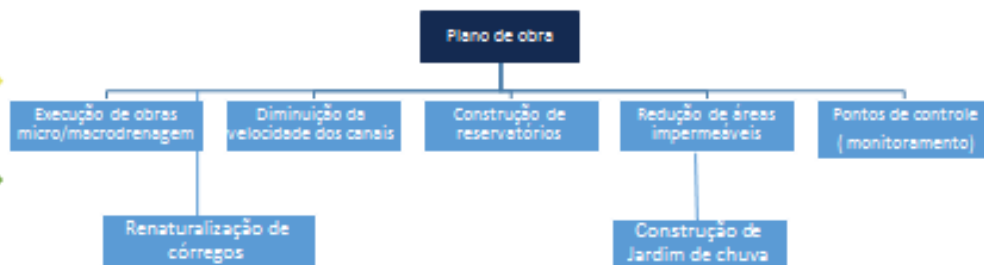 Plano de obra
Execução de obras
micro/macrodrenagem
Diminuição da
velocidade dos canais
Construção de
reservatórios
Redução de áreas
impermeáveis
Pontos de controle
( monitoramento)
Renaturalização de
córregos
Construção de
Jardim de chuva